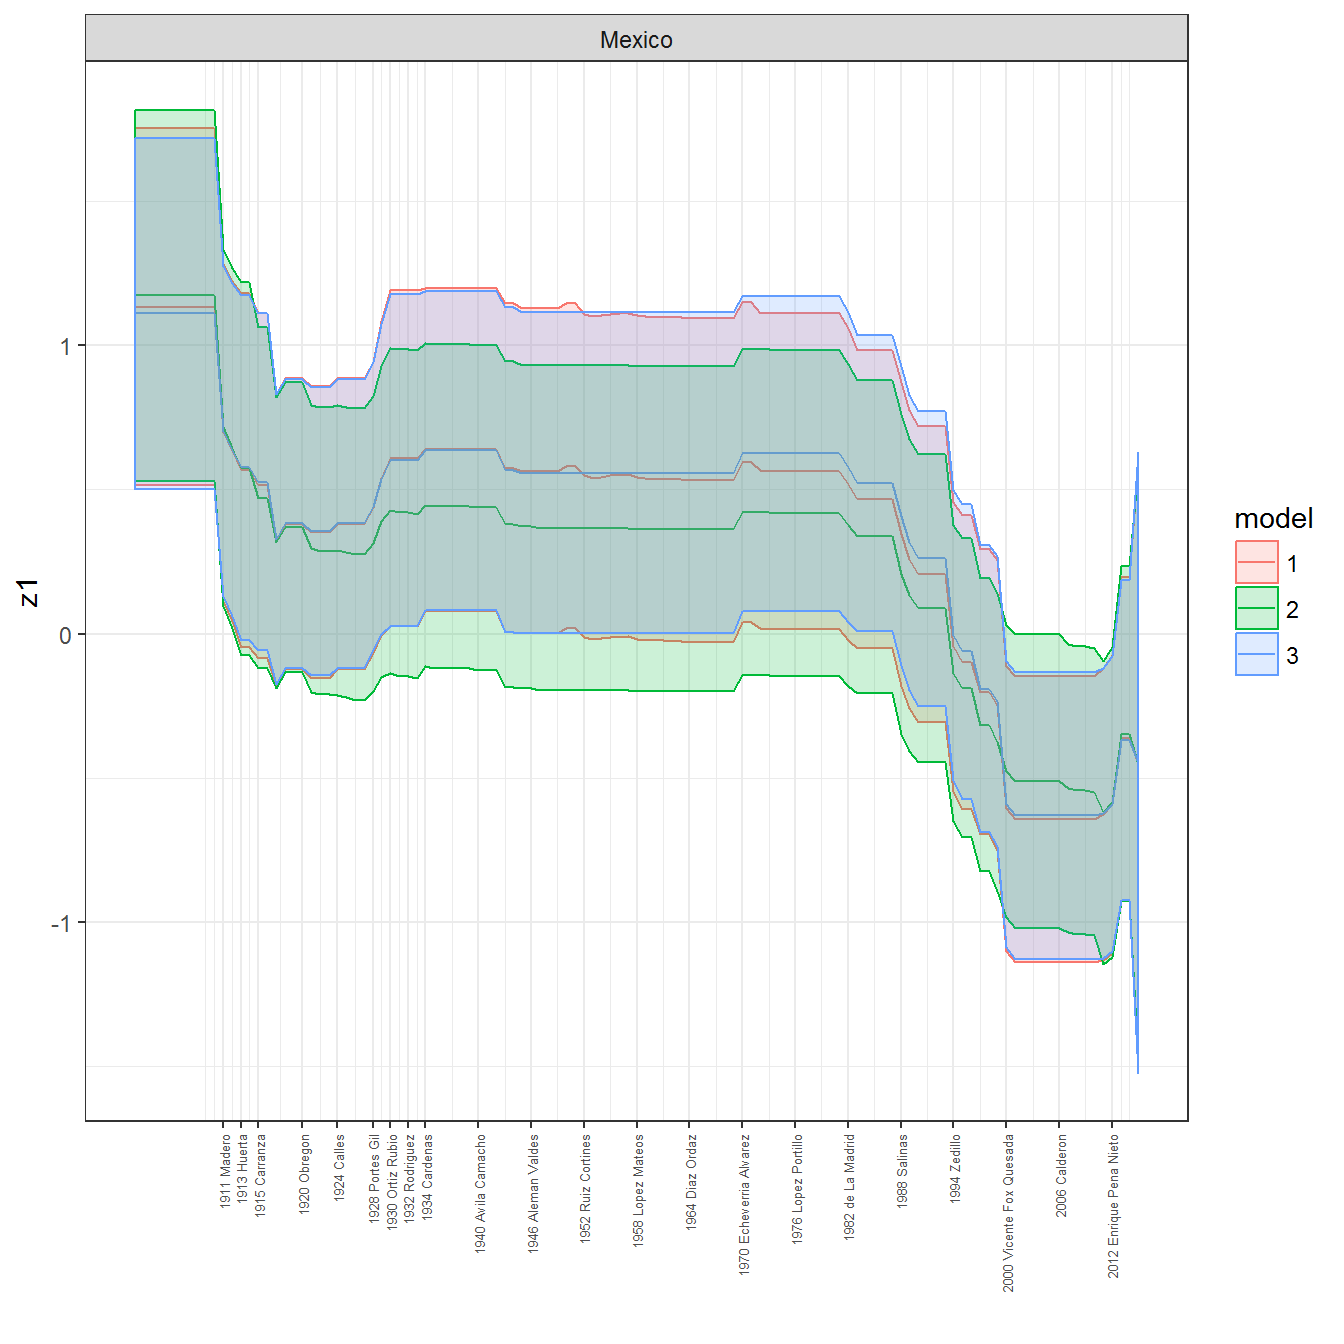 Mexico
z1
1
0
-1
1911 Madero
1913 Huerta
1915 Carranza
1920 Obregon
1924 Calles
1928 Portes Gil
1930 Ortiz Rubio
1932 Rodriguez
1934 Cardenas
1940 Avila Camacho
1946 Aleman Valdes
1952 Ruiz Cortines
1958 Lopez Mateos
1964 Diaz Ordaz
1970 Echeverria Alvarez
1976 Lopez Portillo
1982 de La Madrid
1988 Salinas
1994 Zedillo
2000 Vicente Fox Quesada
2006 Calderon
2012 Enrique Pena Nieto
model
1
2
3